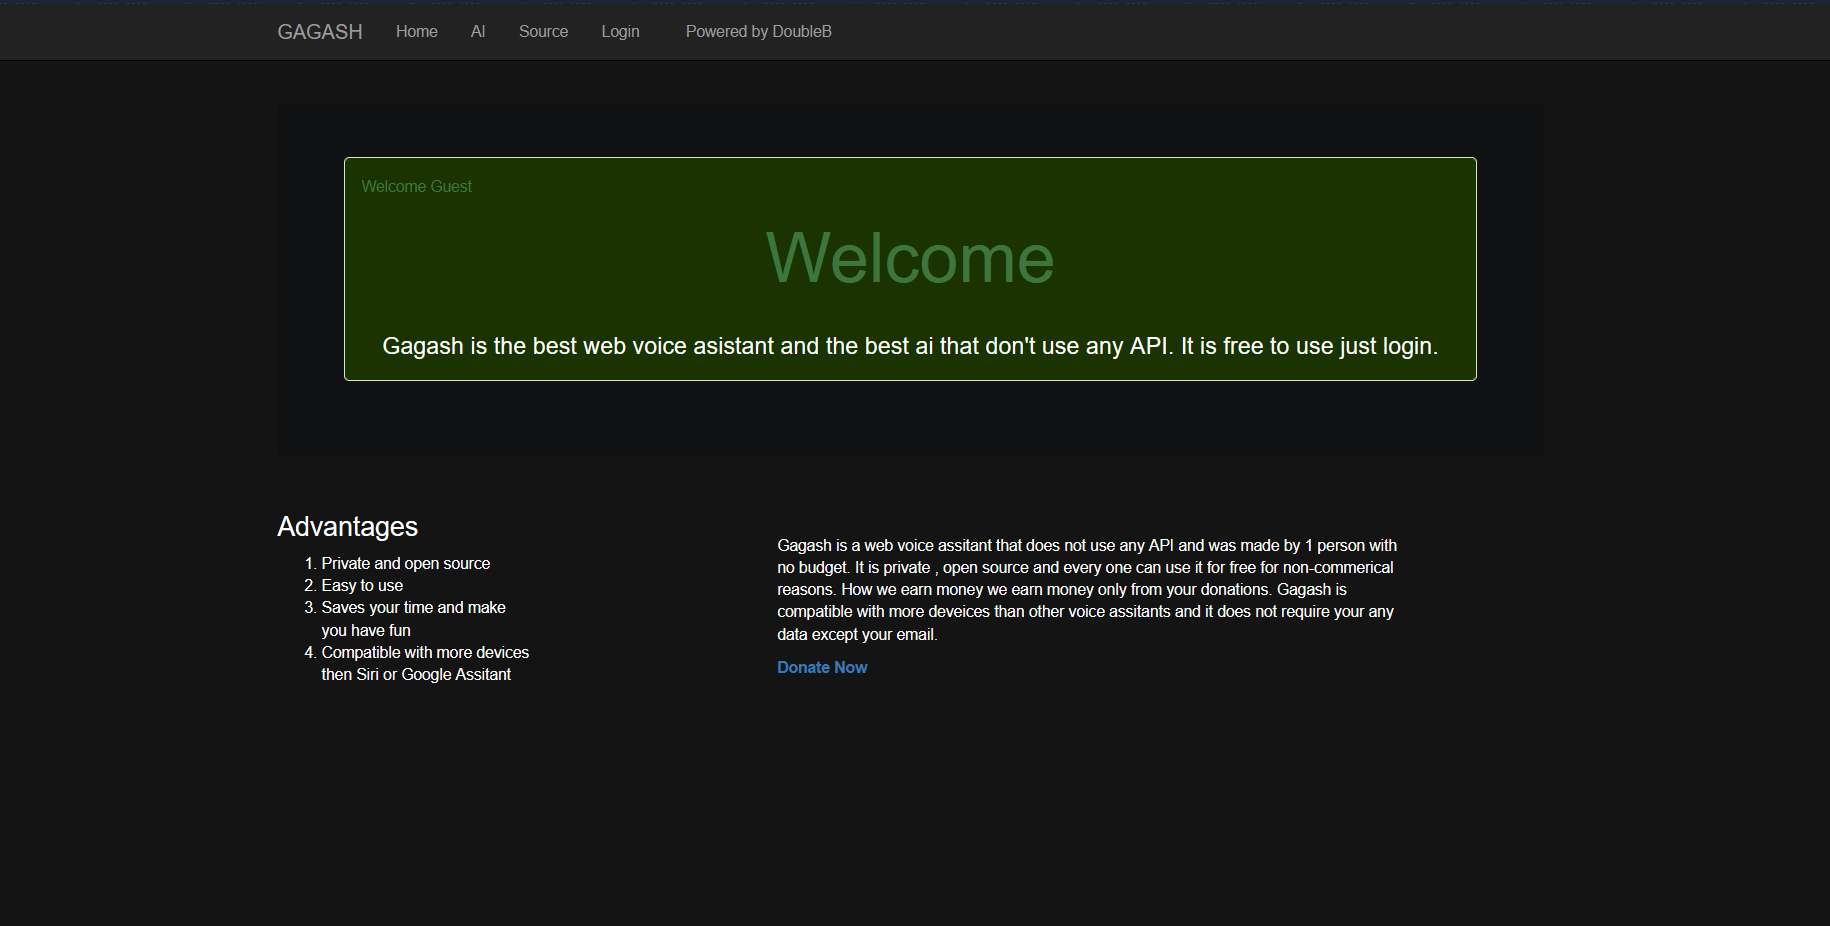 GAGASH Home AI Source Login Powered by DoubleB
Welcome Guest
Welcome
Gagash is the best web voice asistant and the best ai that don't use any API. It is free to use just login.
Advantages
1. Private and open source
2. Easy to use
3. Saves your time and make
you have fun
4. Compatible with more devices
then Siri or Google Assitant
Gagash is a web voice assitant that does not use any API and was made by 1 person with
no budget. It is private , open source and every one can use it for free for non-commerical
reasons. How we earn money we earn money only from your donations. Gagash is
compatible with more deveices than other voice assitants and it does not require your any
data except your email.
Donate Now